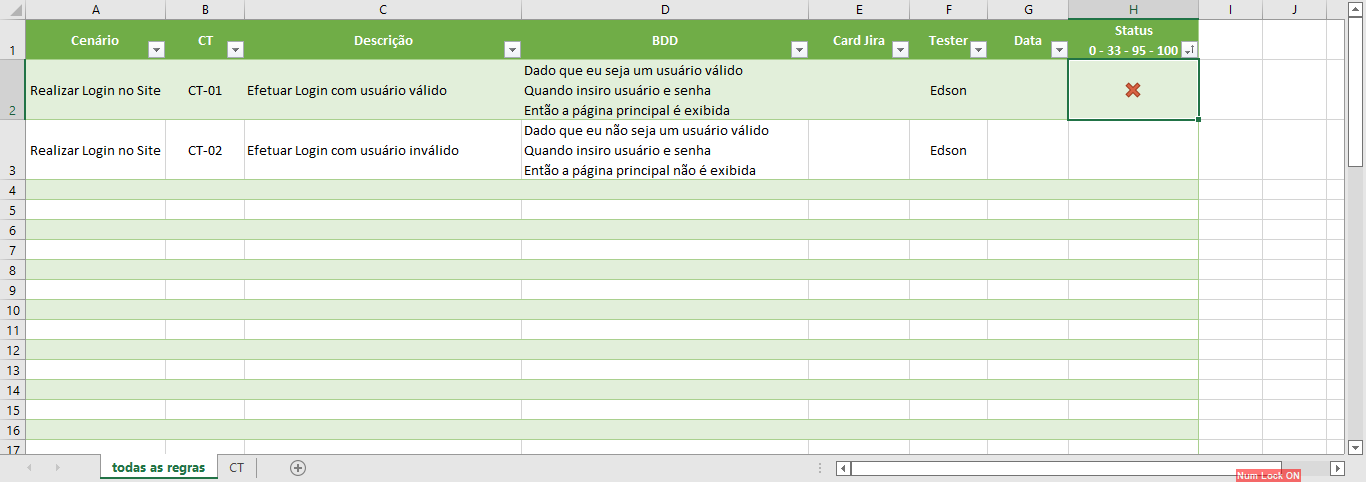 A B C D E F G H I J
1 Cenário CT Descrição BDD Card Jira Tester Data Status
0 - 33 - 95 - 100
2 Realizar Login no Site CT-01 Efetuar Login com usuário válido Dado que eu seja um usuário válido
Quando insiro usuário e senha
Então a página principal é exibida
Edson
3 Realizar Login no Site CT-02 Efetuar Login com usuário inválido Dado que eu não seja um usuário válido
Quando insiro usuário e senha
Então a página principal não é exibida
Edson
4
5
6
7
8
9
10
11
12
13
14
15
16
17
todas as regras CT
Num Lock ON